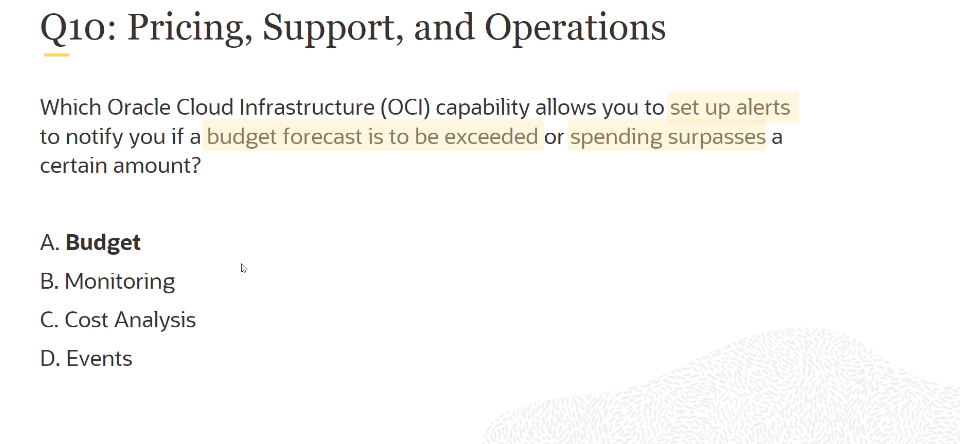 Q10: Pricing, Support, and Operations
Which Oracle Cloud Infrastructure (OCI) capability allows you to set up alerts
to notify you if a budget forecast is to be exceeded or spending surpasses a
certain amount?
A. Budget
B. Monitoring
C. Cost Analysis
D. Events